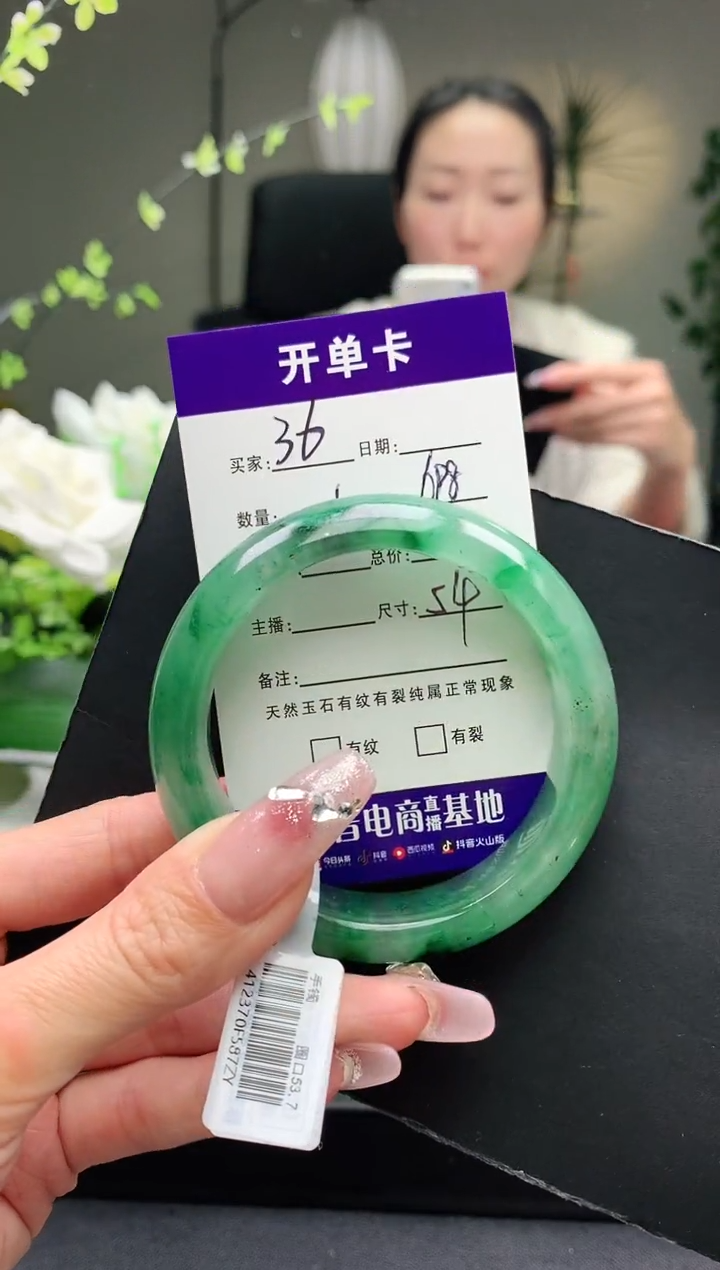 开单卡
买家: 36 日期:
数量: 1 688
总价:
主播: 尺寸: 54
备注:
天然玉石有纹有裂纯属正常现象
有纹 有裂
音电商直播基地
今日头条 抖音 西瓜视频 抖音火山版
手镯 圈口53.7
412370F587ZY